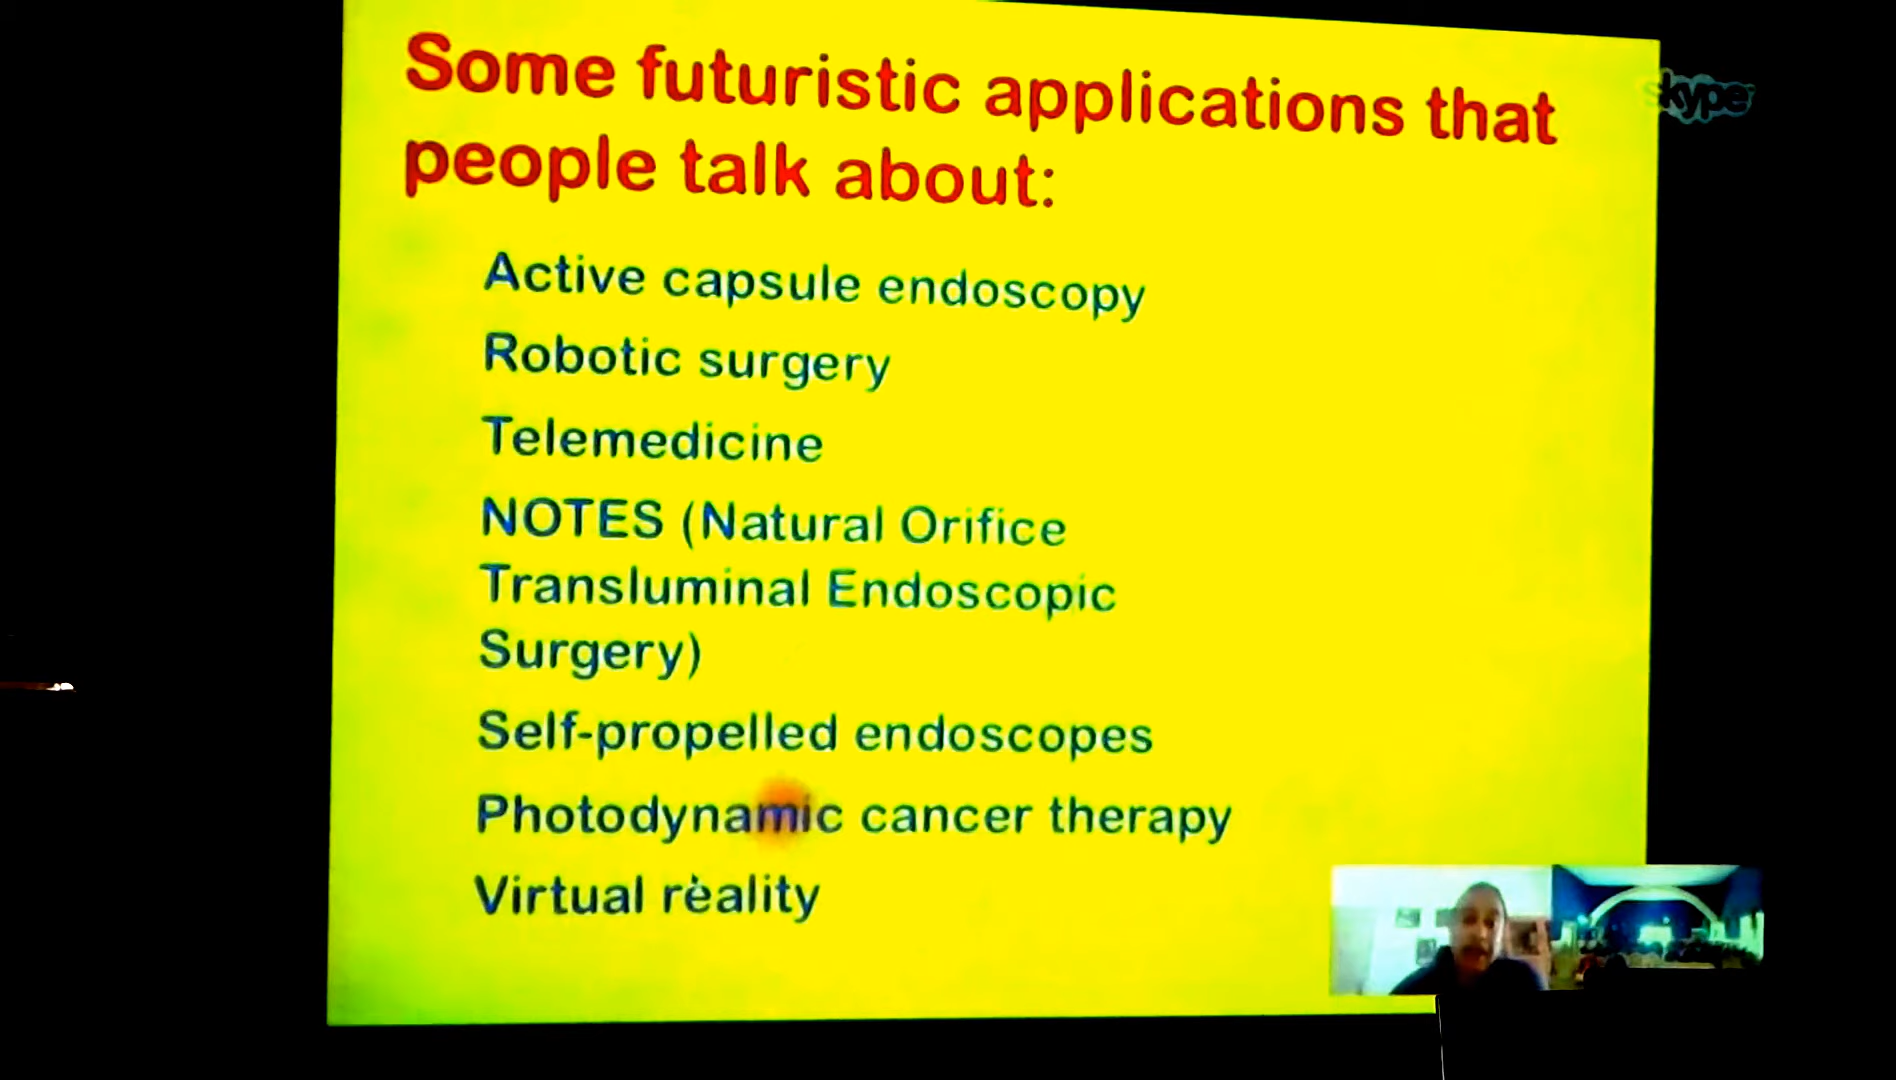 Some futuristic applications that
people talk about:
skype
Active capsule endoscopy
Robotic surgery
Telemedicine
NOTES (Natural Orifice
Transluminal Endoscopic
Surgery)
Self-propelled endoscopes
Photodynamic cancer therapy
Virtual reality